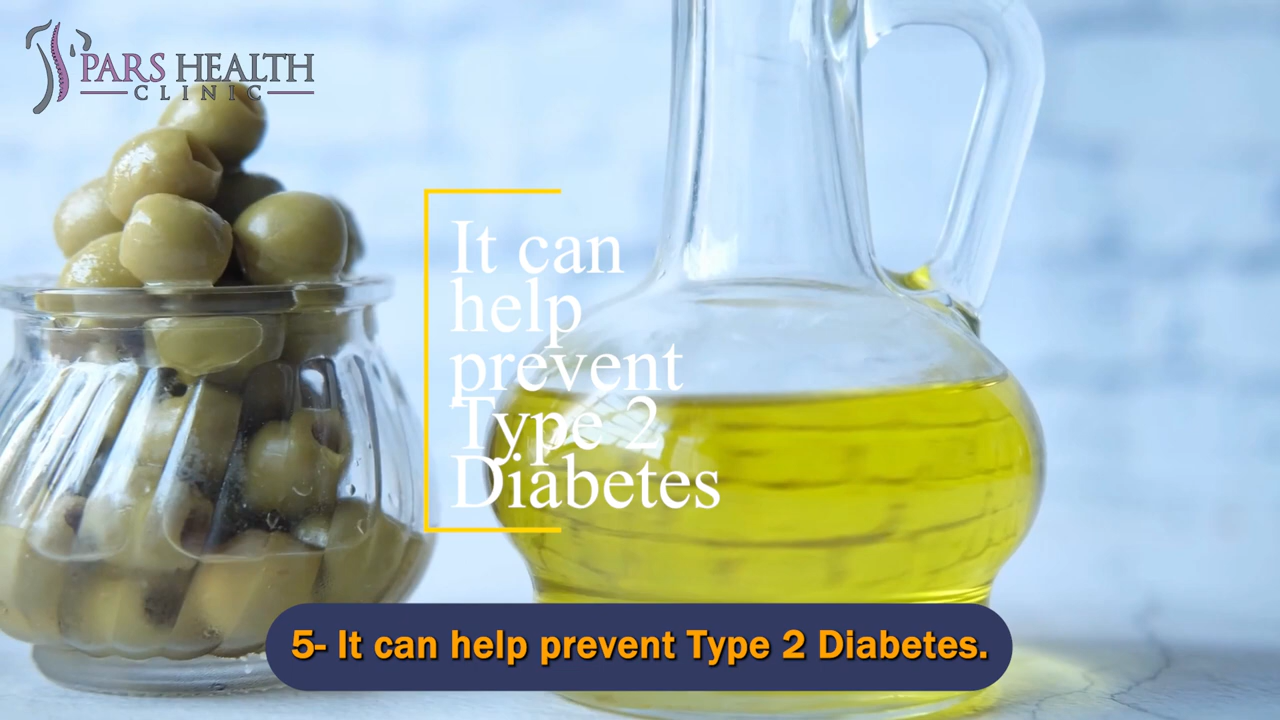 PARS HEALTH
CLINIC
It can
help
prevent
Type 2
Diabetes
5- It can help prevent Type 2 Diabetes.